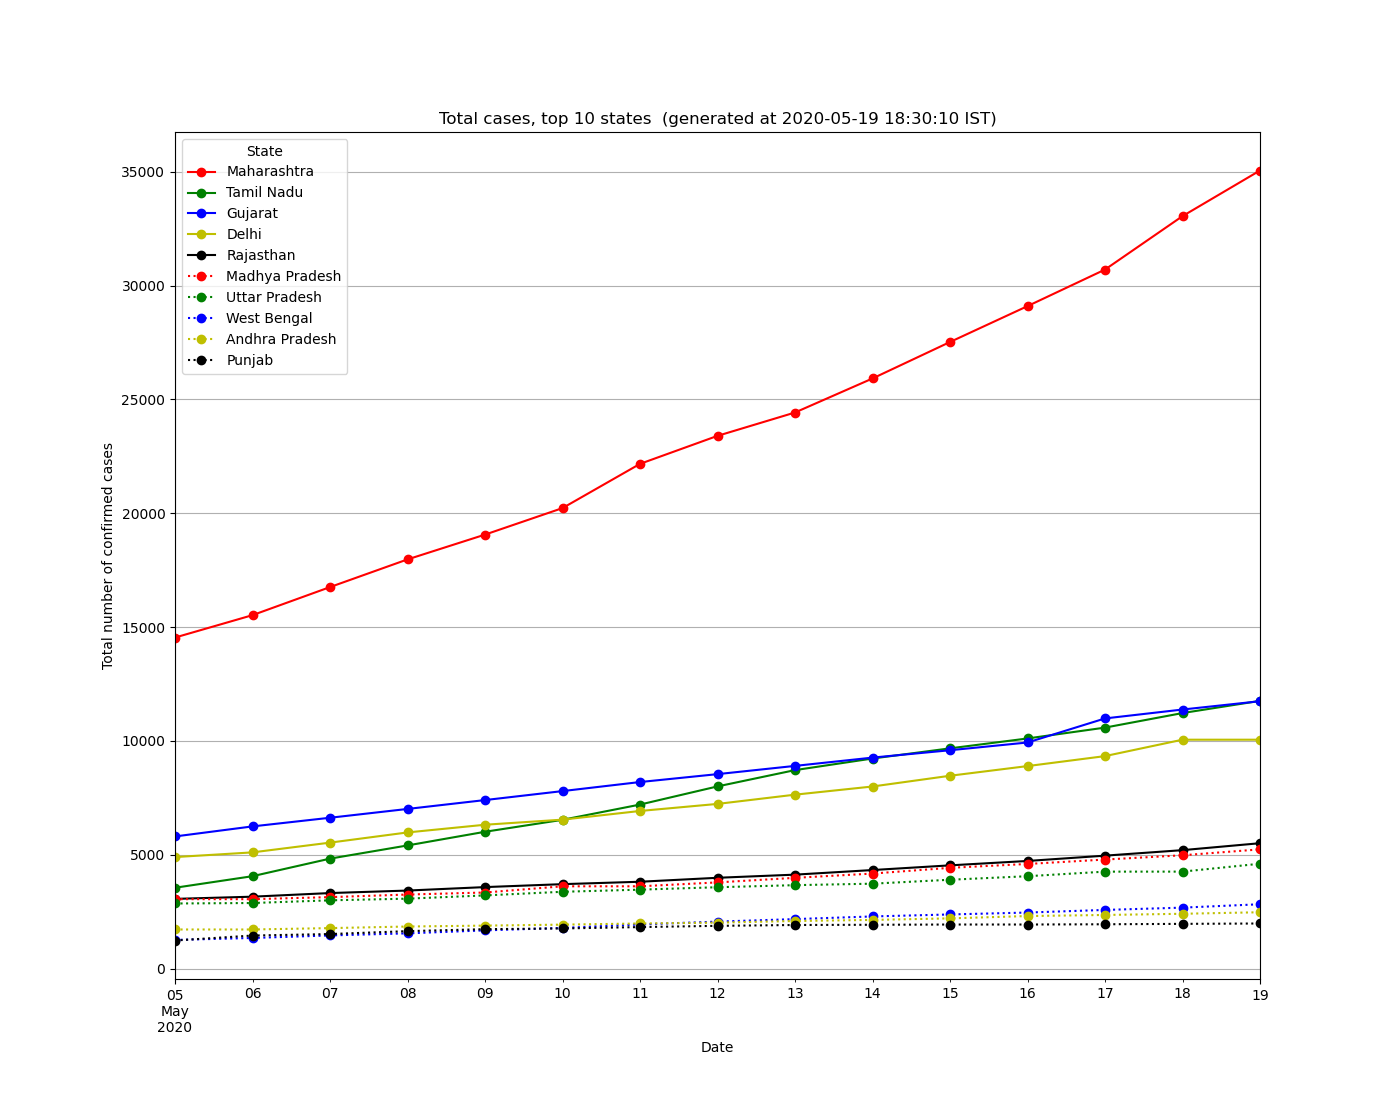 Total cases, top 10 states  (generated at 2020-05-19 18:30:10 IST)
State
Maharashtra
Tamil Nadu
Gujarat
Delhi
Rajasthan
Madhya Pradesh
Uttar Pradesh
West Bengal
Andhra Pradesh
Punjab
35000
30000
25000
20000
15000
10000
5000
0
Total number of confirmed cases
05 06 07 08 09 10 11 12 13 14 15 16 17 18 19
May
2020
Date